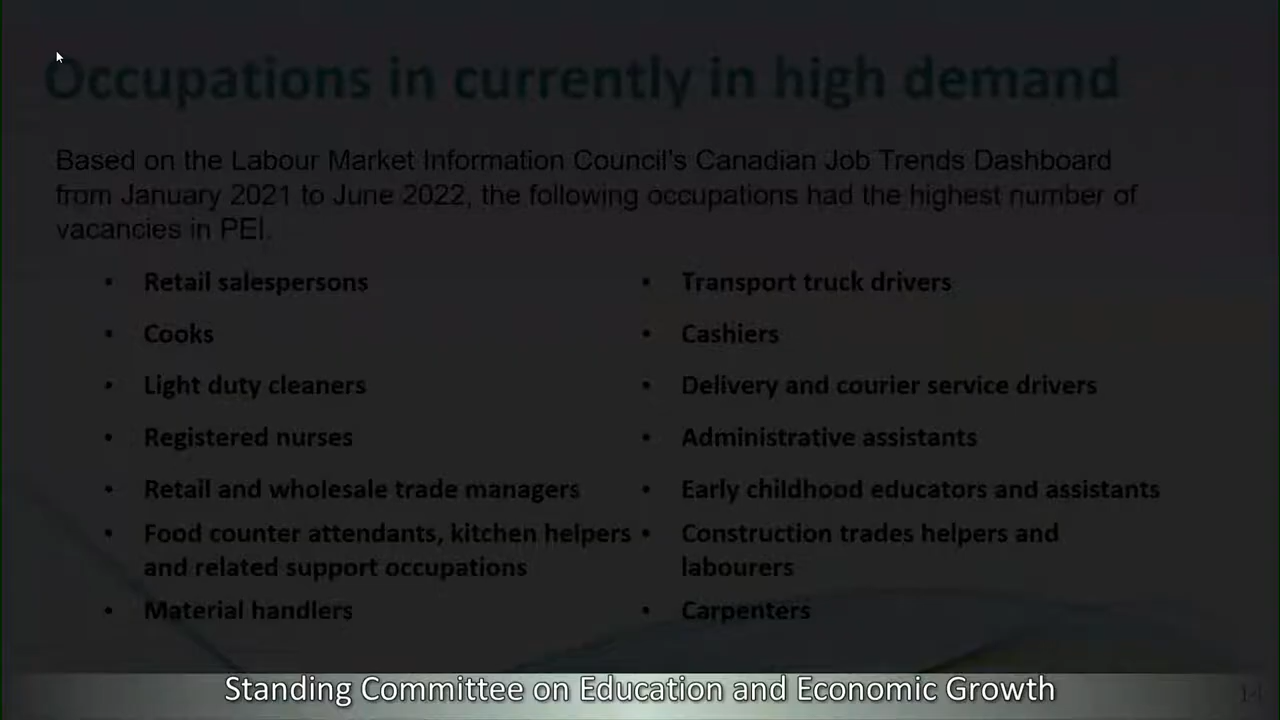 Occupations in currently in high demand
Based on the Labour Market Information Council's Canadian Job Trends Dashboard
from January 2021 to June 2022, the following occupations had the highest number of
vacancies in PEI.
• Retail salespersons
• Cooks
• Light duty cleaners
• Registered nurses
• Retail and wholesale trade managers
• Food counter attendants, kitchen helpers
and related support occupations
• Material handlers
• Transport truck drivers
• Cashiers
• Delivery and courier service drivers
• Administrative assistants
• Early childhood educators and assistants
• Construction trades helpers and
labourers
• Carpenters
Standing Committee on Education and Economic Growth
14